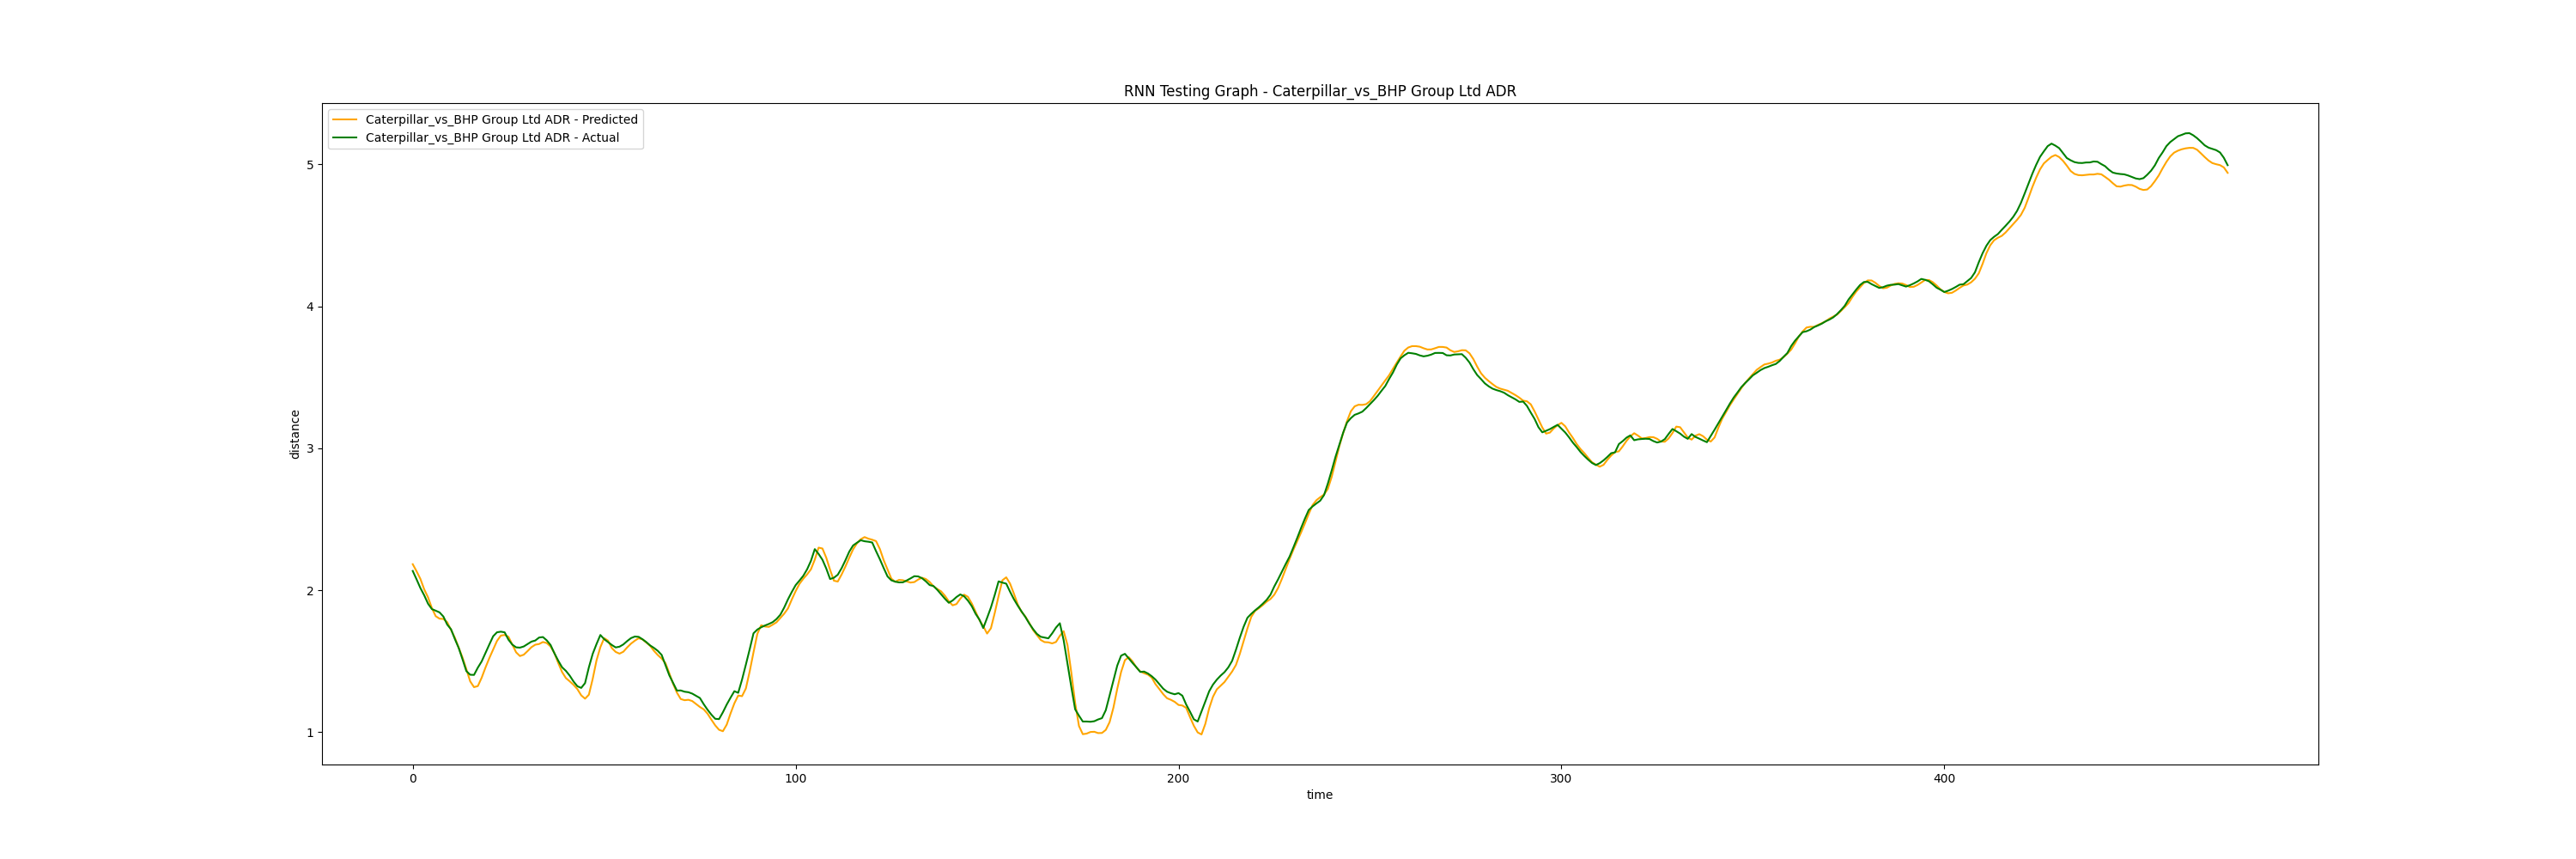 RNN Testing Graph - Caterpillar_vs_BHP Group Ltd ADR
Caterpillar_vs_BHP Group Ltd ADR - Predicted
Caterpillar_vs_BHP Group Ltd ADR - Actual
5
4
3
2
1
distance
0 100 200 300 400
time